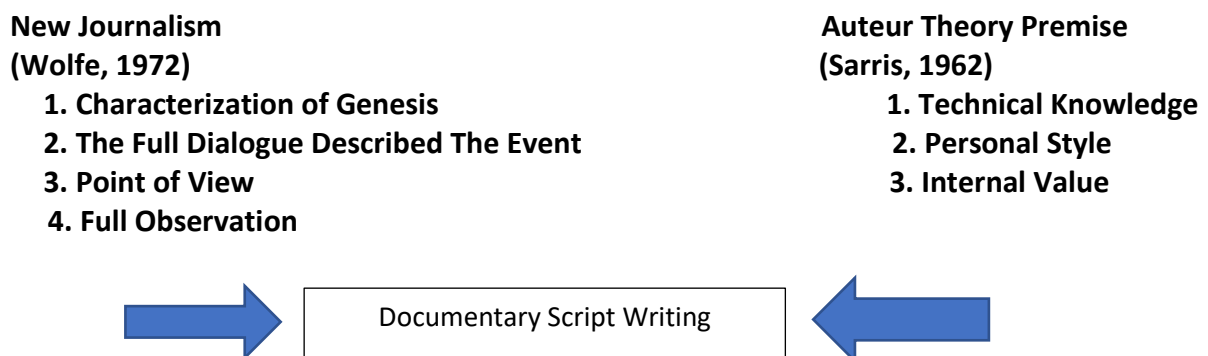 New Journalism
(Wolfe, 1972)
1. Characterization of Genesis
2. The Full Dialogue Described The Event
3. Point of View
4. Full Observation
Auteur Theory Premise
(Sarris, 1962)
1. Technical Knowledge
2. Personal Style
3. Internal Value
Documentary Script Writing